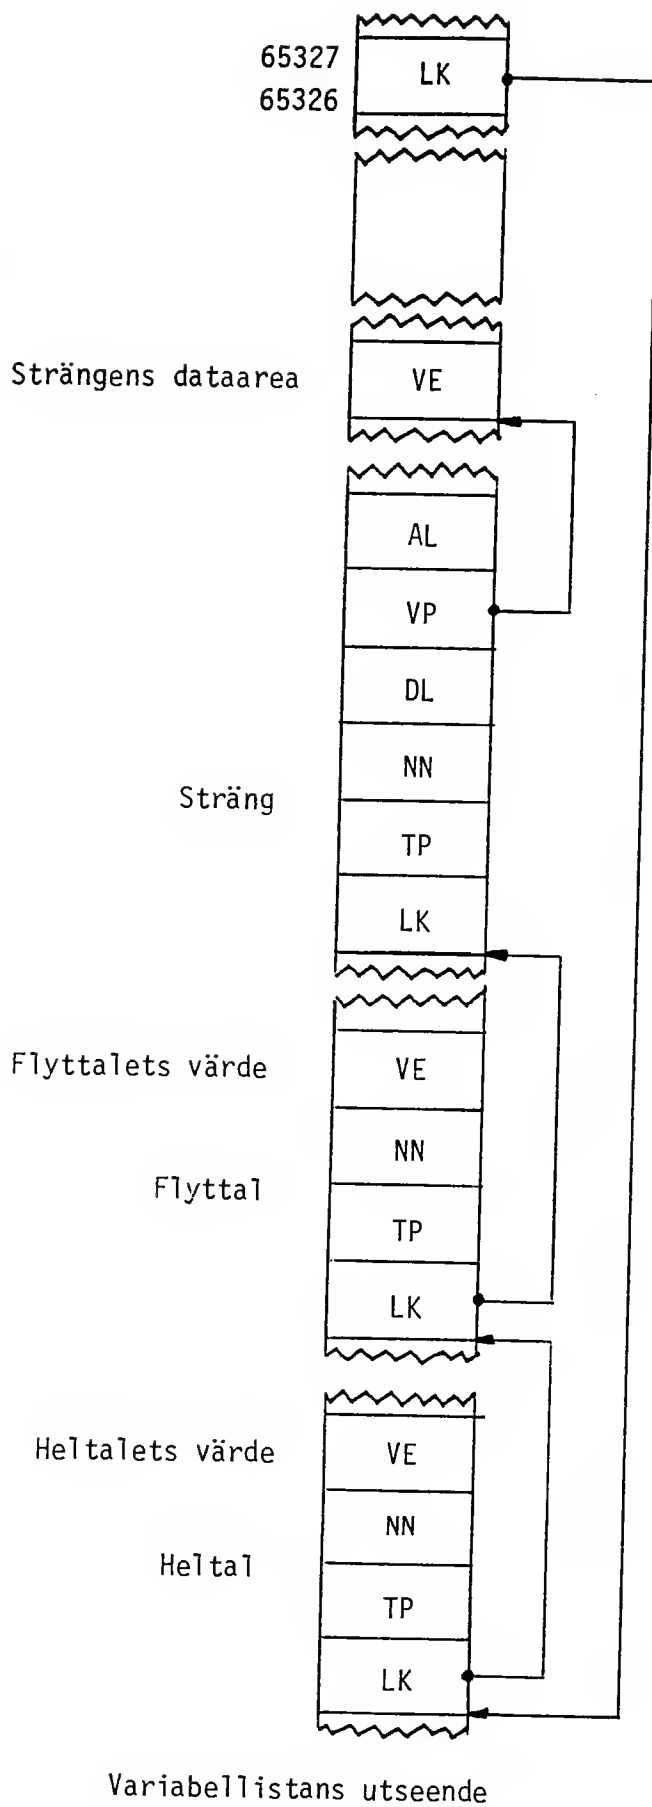 65327
LK
65326
Strängens dataarea
VE
AL
VP
DL
NN
Sträng
TP
LK
Flyttalets värde
VE
NN
Flyttal
TP
LK
Heltalets värde
VE
NN
Heltal
TP
LK
Variabellistans utseende